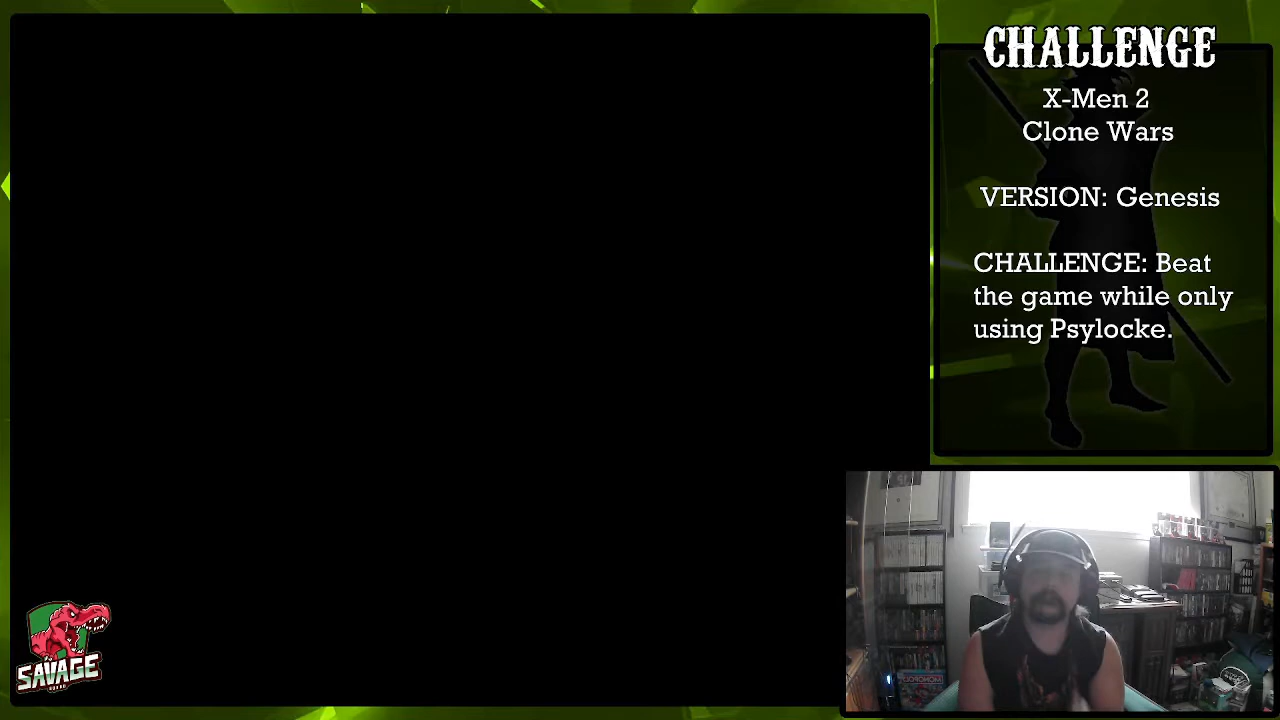 CHALLENGE
X-Men 2
Clone Wars
VERSION: Genesis
CHALLENGE: Beat
the game while only
using Psylocke.
SAVAGE